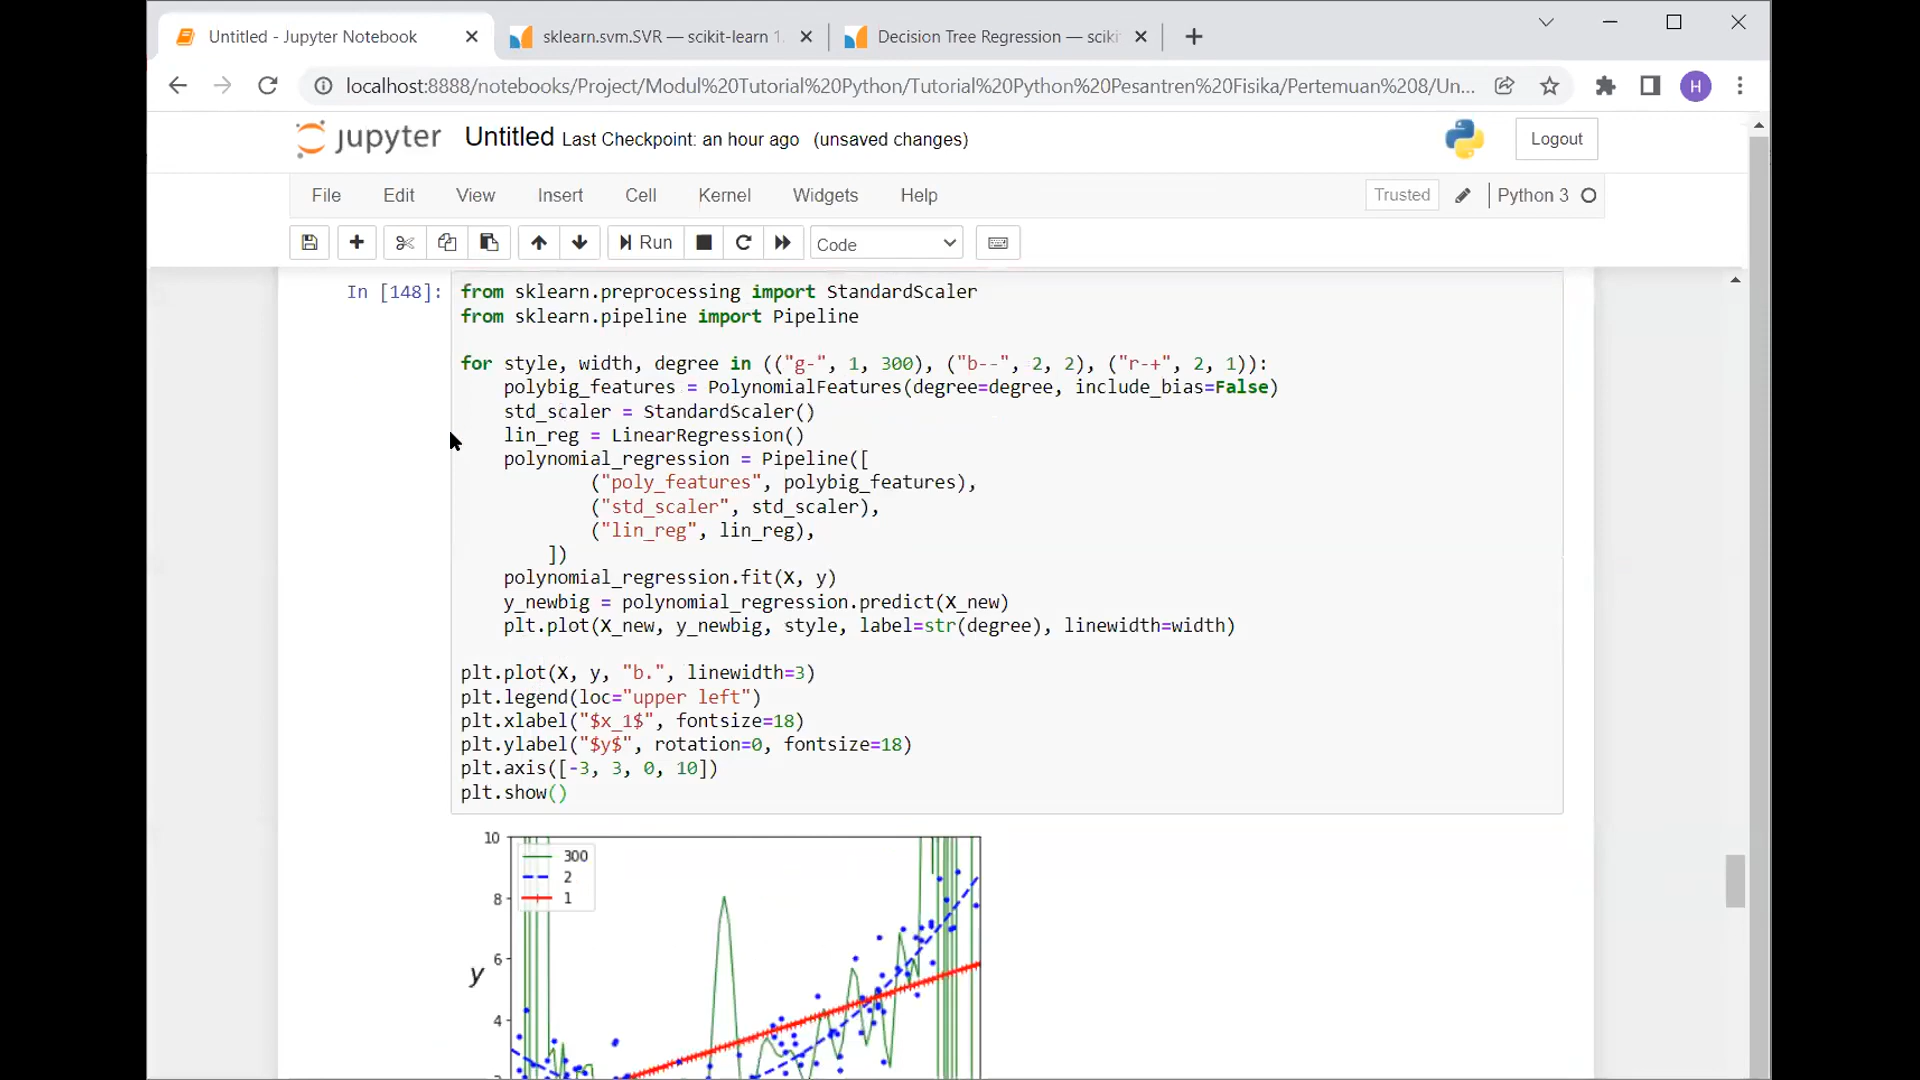 Untitled - Jupyter Notebook
sklearn.svm.SVR — scikit-learn 1.
Decision Tree Regression — sciki
localhost:8888/notebooks/Project/Modul%20Tutorial%20Python/Tutorial%20Python%20Pesantren%20Fisika/Pertemuan%208/Un...
H
jupyter Untitled Last Checkpoint: an hour ago (unsaved changes)
Logout
File Edit View Insert Cell Kernel Widgets Help
Trusted
Python 3
Run
Code
In [148]:
from sklearn.preprocessing import StandardScaler
from sklearn.pipeline import Pipeline
for style, width, degree in (("g-", 1, 300), ("b--", 2, 2), ("r-+", 2, 1)):
polybig_features = PolynomialFeatures(degree=degree, include_bias=False)
std_scaler = StandardScaler()
lin_reg = LinearRegression()
polynomial_regression = Pipeline([
("poly_features", polybig_features),
("std_scaler", std_scaler),
("lin_reg", lin_reg),
])
polynomial_regression.fit(X, y)
y_newbig = polynomial_regression.predict(X_new)
plt.plot(X_new, y_newbig, style, label=str(degree), linewidth=width)
plt.plot(X, y, "b.", linewidth=3)
plt.legend(loc="upper left")
plt.xlabel("$x_1$", fontsize=18)
plt.ylabel("$y$", rotation=0, fontsize=18)
plt.axis([-3, 3, 0, 10])
plt.show()
10
300
2
1
8
6
y
4